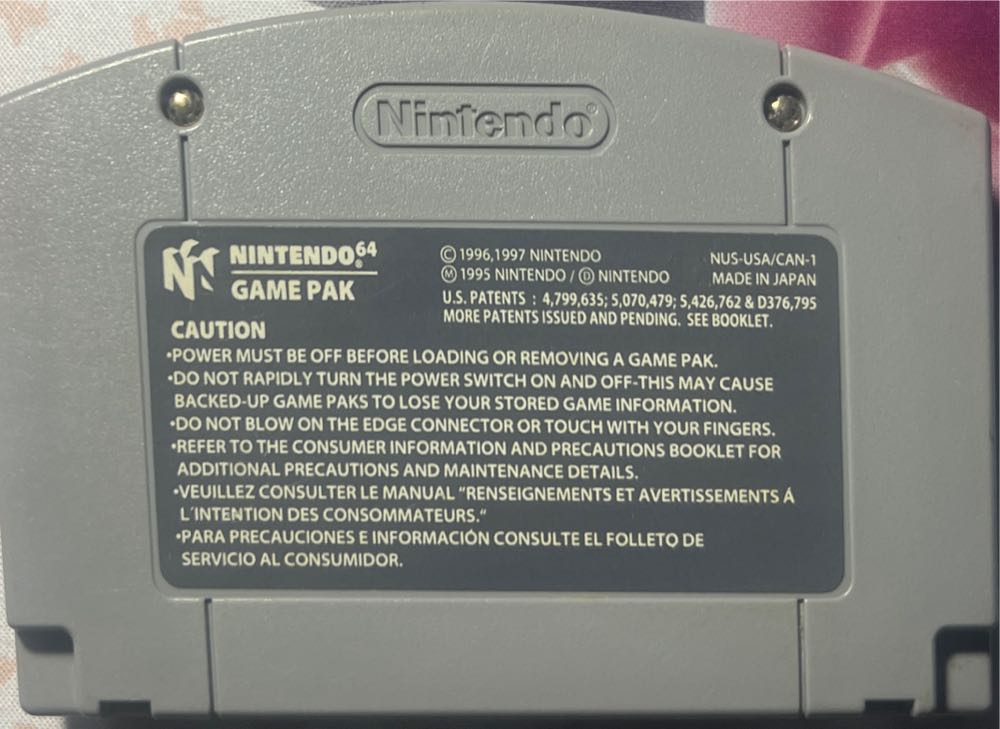 Nintendo®
NINTENDO®64
GAME PAK
© 1996,1997 NINTENDO
Ⓜ 1995 NINTENDO / Ⓓ NINTENDO
NUS-USA/CAN-1
MADE IN JAPAN
U.S. PATENTS : 4,799,635; 5,070,479; 5,426,762 & D376,795
MORE PATENTS ISSUED AND PENDING. SEE BOOKLET.
CAUTION
•POWER MUST BE OFF BEFORE LOADING OR REMOVING A GAME PAK.
•DO NOT RAPIDLY TURN THE POWER SWITCH ON AND OFF-THIS MAY CAUSE
BACKED-UP GAME PAKS TO LOSE YOUR STORED GAME INFORMATION.
•DO NOT BLOW ON THE EDGE CONNECTOR OR TOUCH WITH YOUR FINGERS.
•REFER TO THE CONSUMER INFORMATION AND PRECAUTIONS BOOKLET FOR
ADDITIONAL PRECAUTIONS AND MAINTENANCE DETAILS.
•VEUILLEZ CONSULTER LE MANUAL "RENSEIGNEMENTS ET AVERTISSEMENTS Á
L´INTENTION DES CONSOMMATEURS."
•PARA PRECAUCIONES E INFORMACIÓN CONSULTE EL FOLLETO DE
SERVICIO AL CONSUMIDOR.